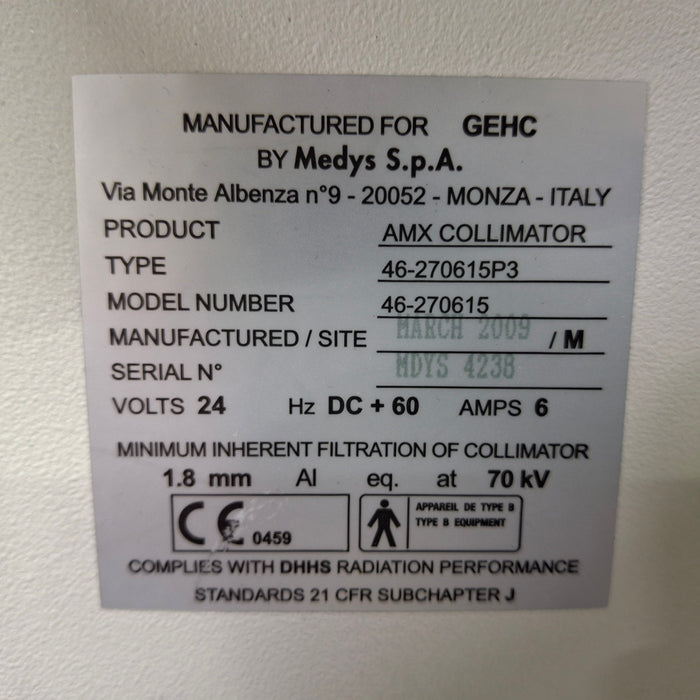 MANUFACTURED FOR GEHC
BY Medys S.p.A.
Via Monte Albenza n°9 - 20052 - MONZA - ITALY
PRODUCT AMX COLLIMATOR
TYPE 46-270615P3
MODEL NUMBER 46-270615
MANUFACTURED / SITE MARCH 2009 / M
SERIAL N° MDYS 4238
VOLTS 24 Hz DC + 60 AMPS 6
MINIMUM INHERENT FILTRATION OF COLLIMATOR
1.8 mm Al eq. at 70 kV
CE 0459
APPAREIL DE TYPE B
TYPE B EQUIPMENT
COMPLIES WITH DHHS RADIATION PERFORMANCE
STANDARDS 21 CFR SUBCHAPTER J